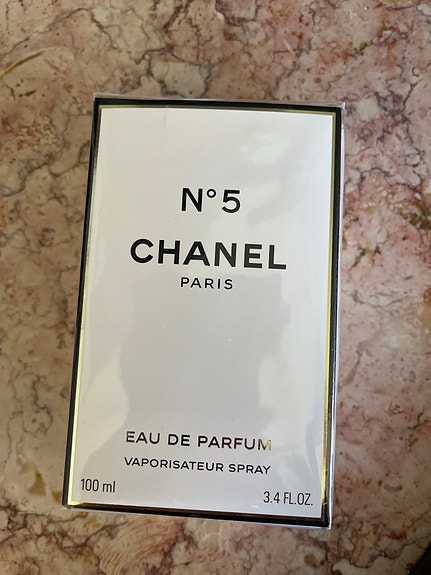 N°5
CHANEL
PARIS
EAU DE PARFUM
VAPORISATEUR SPRAY
100 ml 3.4 FL.OZ.